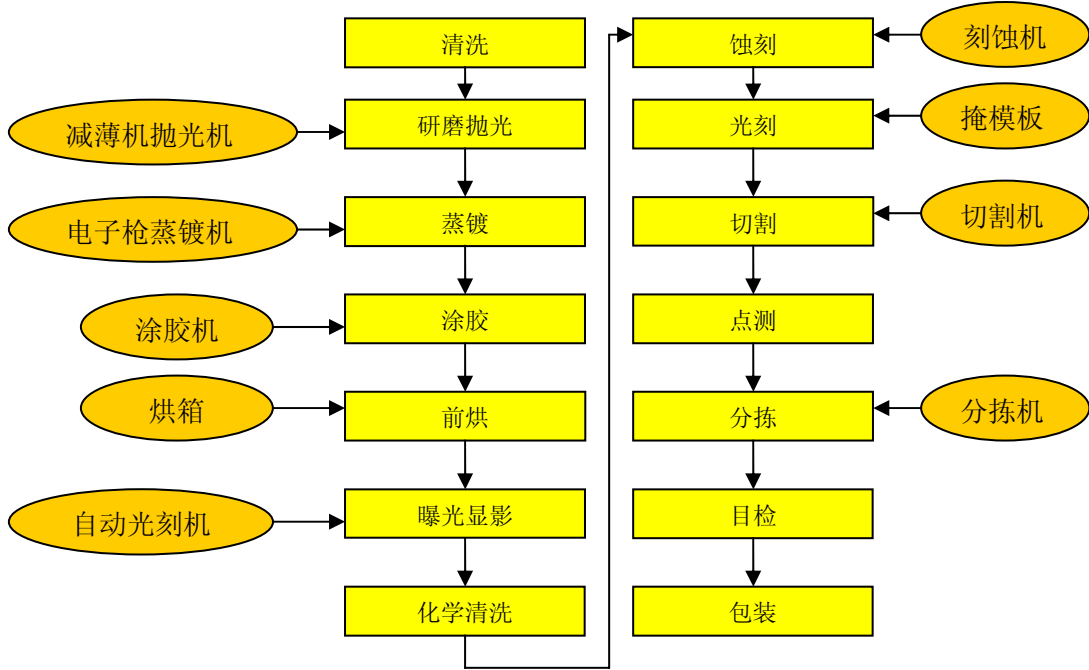 清洗
减薄机抛光机
研磨抛光
电子枪蒸镀机
蒸镀
涂胶机
涂胶
烘箱
前烘
自动光刻机
曝光显影
化学清洗
蚀刻
刻蚀机
光刻
掩模板
切割
切割机
点测
分拣
分拣机
目检
包装